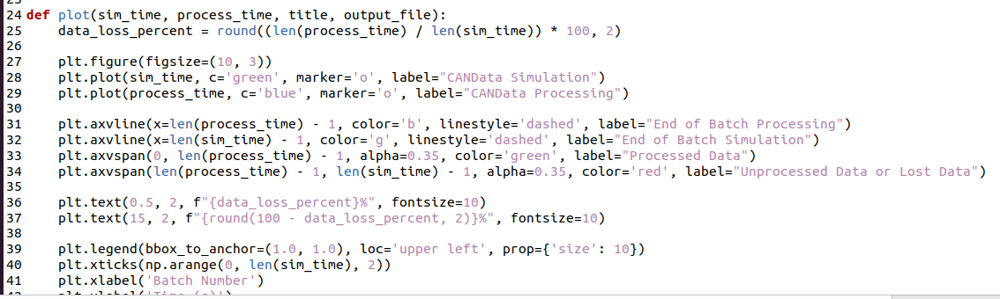 24 def plot(sim_time, process_time, title, output_file):
25     data_loss_percent = round((len(process_time) / len(sim_time)) * 100, 2)
26
27     plt.figure(figsize=(10, 3))
28     plt.plot(sim_time, c='green', marker='o', label="CANData Simulation")
29     plt.plot(process_time, c='blue', marker='o', label="CANData Processing")
30
31     plt.axvline(x=len(process_time) - 1, color='b', linestyle='dashed', label="End of Batch Processing")
32     plt.axvline(x=len(sim_time) - 1, color='g', linestyle='dashed', label="End of Batch Simulation")
33     plt.axvspan(0, len(process_time) - 1, alpha=0.35, color='green', label="Processed Data")
34     plt.axvspan(len(process_time) - 1, len(sim_time) - 1, alpha=0.35, color='red', label="Unprocessed Data or Lost Data")
35
36     plt.text(0.5, 2, f"{data_loss_percent}%", fontsize=10)
37     plt.text(15, 2, f"{round(100 - data_loss_percent, 2)}%", fontsize=10)
38
39     plt.legend(bbox_to_anchor=(1.0, 1.0), loc='upper left', prop={'size': 10})
40     plt.xticks(np.arange(0, len(sim_time), 2))
41     plt.xlabel('Batch Number')